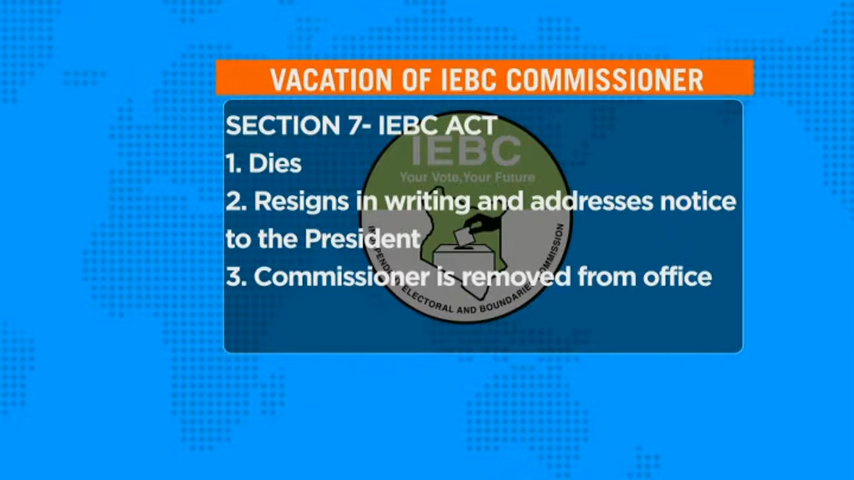 VACATION OF IEBC COMMISSIONER
SECTION 7- IEBC ACT
1. Dies
2. Resigns in writing and addresses notice
to the President
3. Commissioner is removed from office
IEBC
Your Vote,Your Future
INDEPENDENT ELECTORAL AND BOUNDARIES COMMISSION